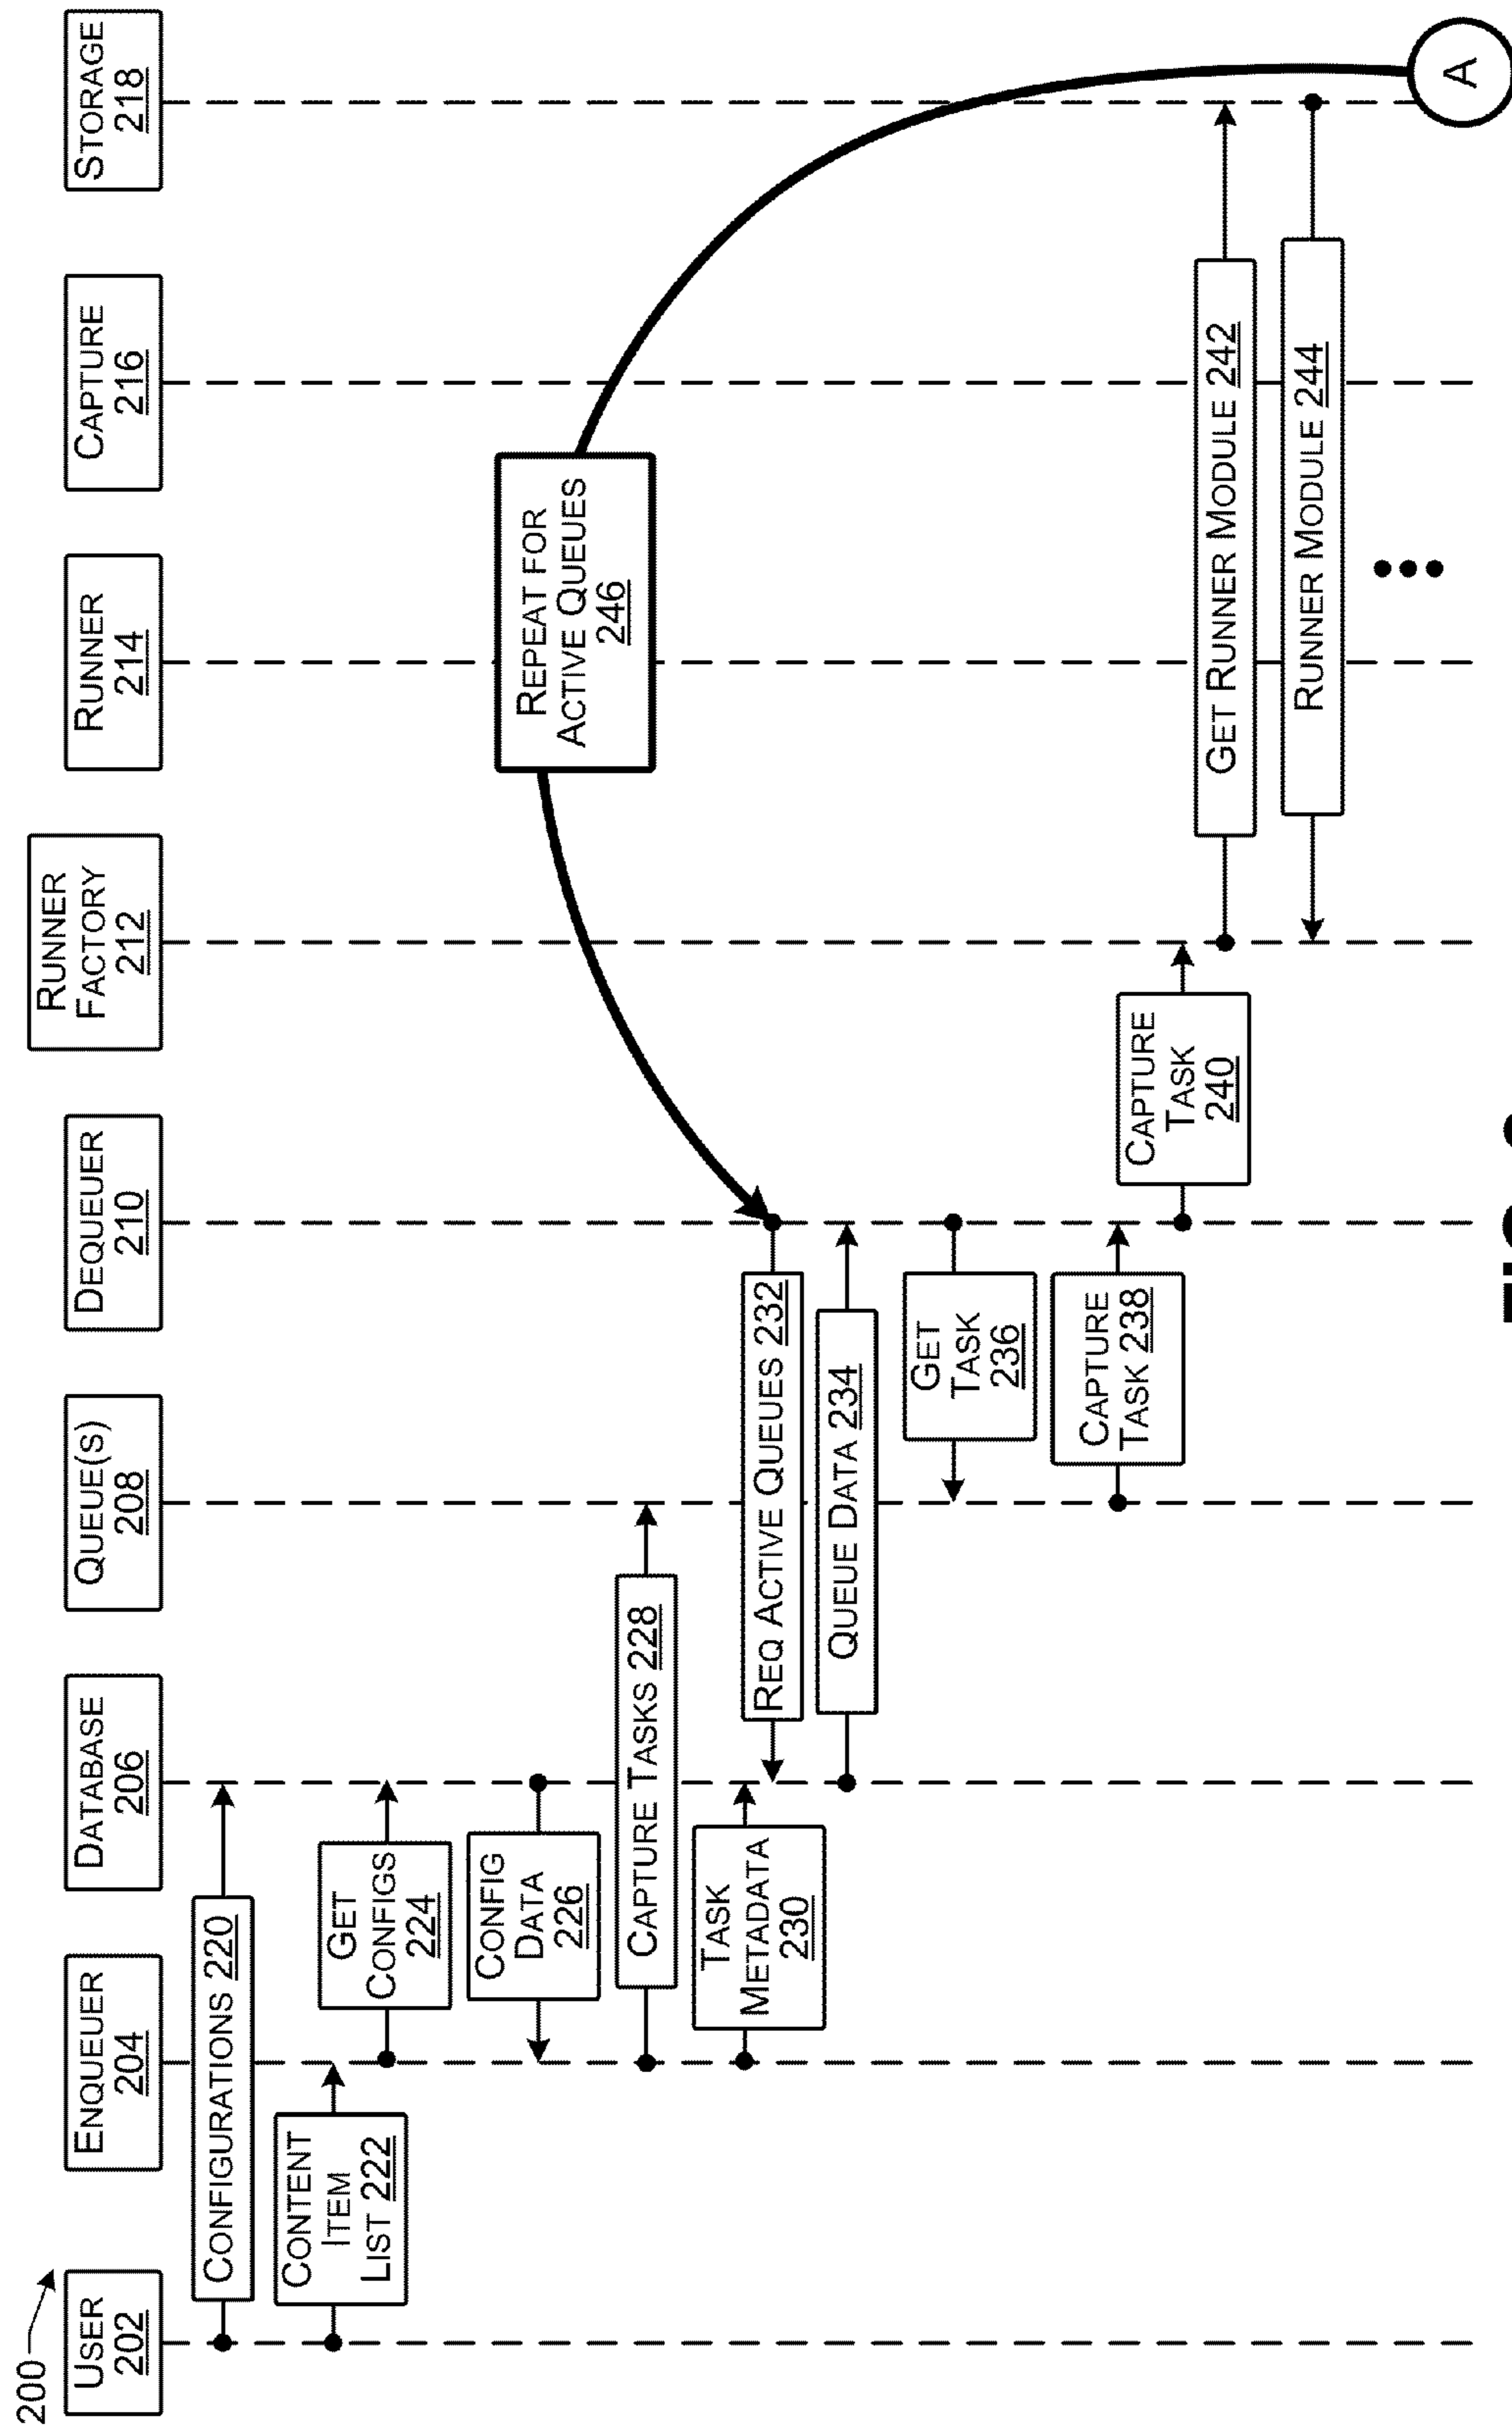 200
USER
202
ENQUEUER
204
DATABASE
206
QUEUE(S)
208
DEQUEUER
210
RUNNER
FACTORY
212
RUNNER
214
CAPTURE
216
STORAGE
218
CONFIGURATIONS 220
CONTENT
ITEM
LIST 222
GET
CONFIGS
224
CONFIG
DATA
226
CAPTURE TASKS 228
TASK
METADATA
230
REQ ACTIVE QUEUES 232
QUEUE DATA 234
GET
TASK
236
CAPTURE
TASK 238
CAPTURE
TASK
240
GET RUNNER MODULE 242
RUNNER MODULE 244
REPEAT FOR
ACTIVE QUEUES
246
A